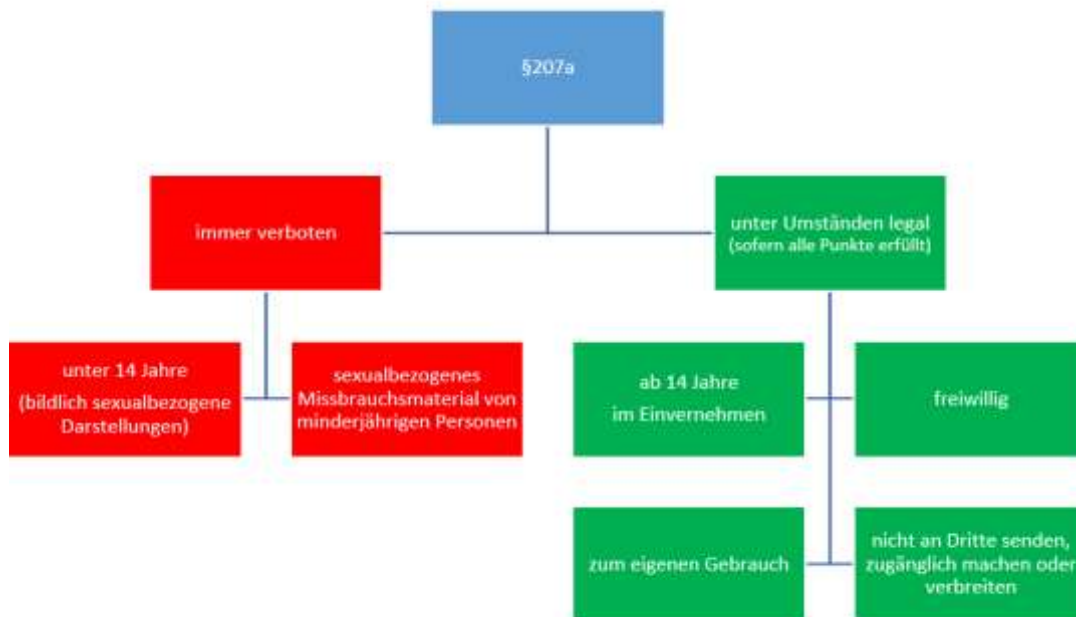 §207a
immer verboten
unter Umständen legal
(sofern alle Punkte erfüllt)
unter 14 Jahre
(bildlich sexualbezogene
Darstellungen)
sexualbezogenes
Missbrauchsmaterial von
minderjährigen Personen
ab 14 Jahre
im Einvernehmen
freiwillig
zum eigenen Gebrauch
nicht an Dritte senden,
zugänglich machen oder
verbreiten